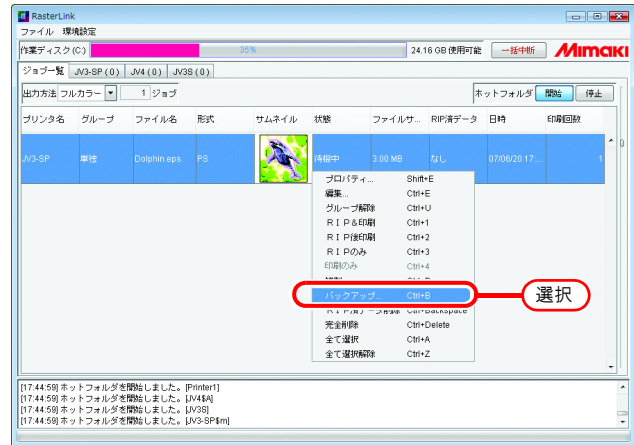 RasterLink
ファイル 環境設定
作業ディスク(C:) 35% 24.16 GB 使用可能 一括中断 Mimaki
ジョブ一覧 JV3-SP ( 0 ) JV4 ( 0 ) JV3S ( 0 )
出力方法 フルカラー 1 ジョブ ホットフォルダ 開始 停止
プリンタ名 グループ ファイル名 形式 サムネイル 状態 ファイルサ... RIP済データ 日時 印刷回数
JV3-SP 単独 Dolphin.eps PS 待機中 3.00 MB なし 07/06/20 17:... 1
プロパティ... Shift+E
編集... Ctrl+E
グループ解除 Ctrl+U
ＲＩＰ＆印刷 Ctrl+1
ＲＩＰ後印刷 Ctrl+2
ＲＩＰのみ Ctrl+3
印刷のみ Ctrl+4
バックアップ... Ctrl+B
選択
ＲＩＰ済データ削除 Ctrl+Backspace
完全削除 Ctrl+Delete
全て選択 Ctrl+A
全て選択解除 Ctrl+Z
[17:44:59] ホットフォルダを開始しました。[Printer1]
[17:44:59] ホットフォルダを開始しました。[JV4$A]
[17:44:59] ホットフォルダを開始しました。[JV3S]
[17:44:59] ホットフォルダを開始しました。[JV3-SP$m]